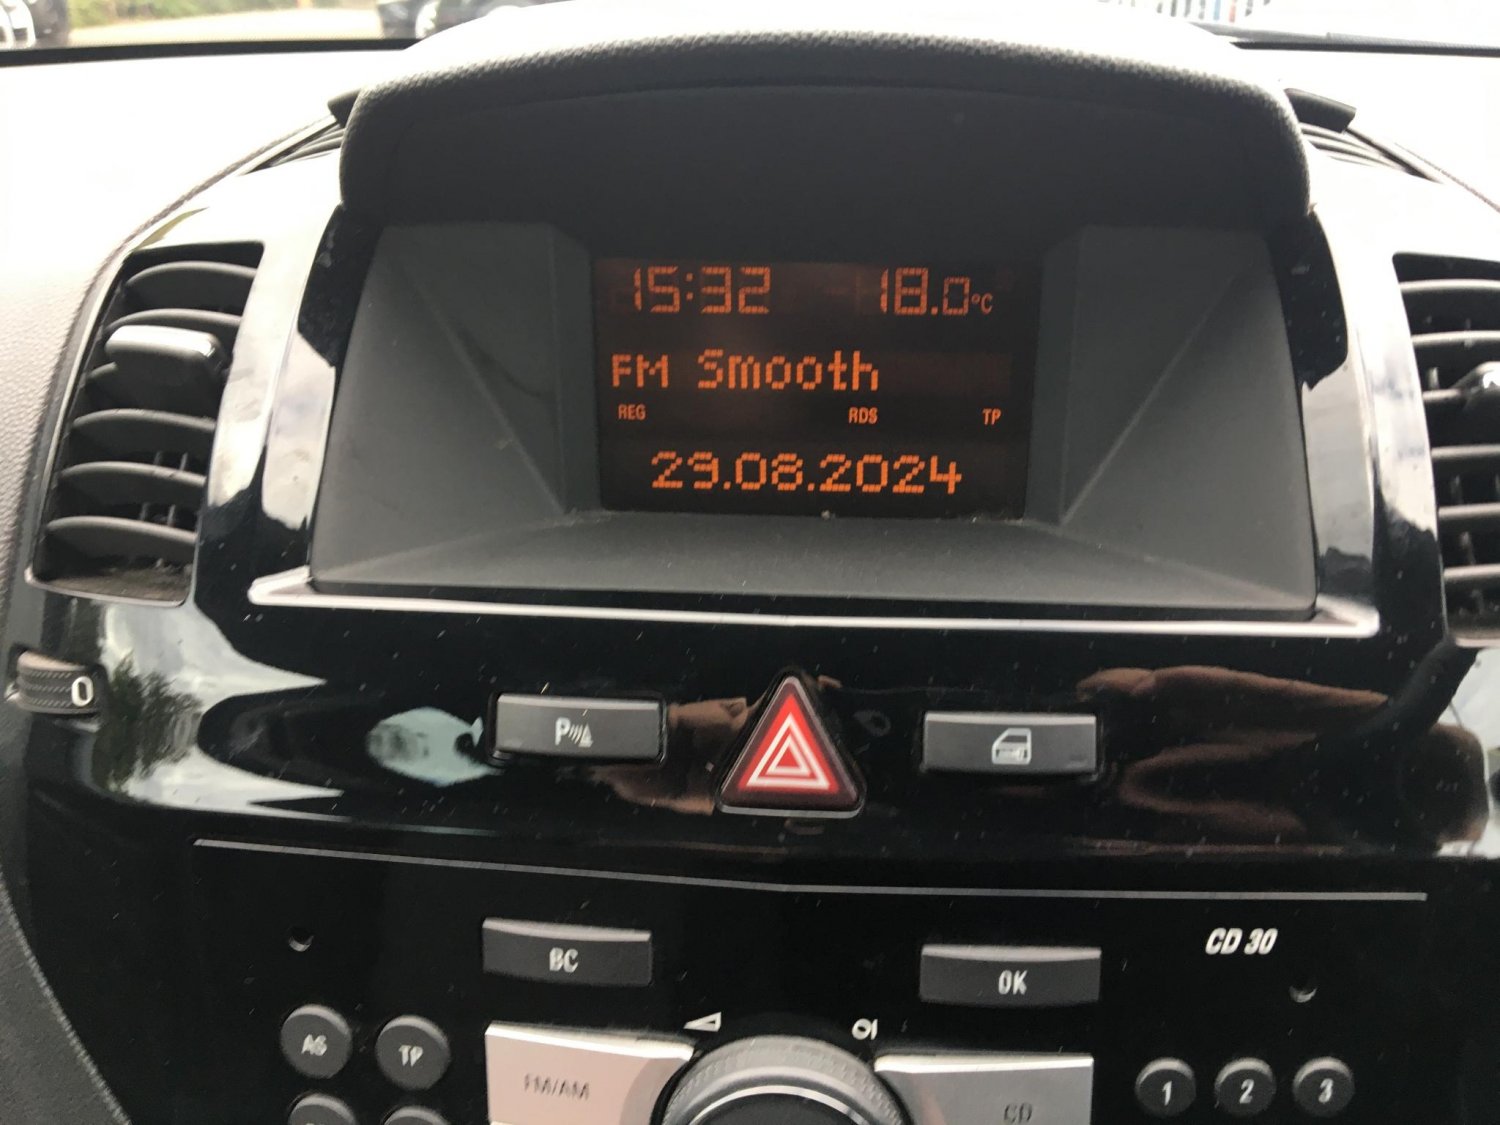 15:32 18.0°C
FM Smooth
REG RDS TP
29.08.2024
0
P
CD 30
BC OK
AS TP
FM/AM CD 1 2 3